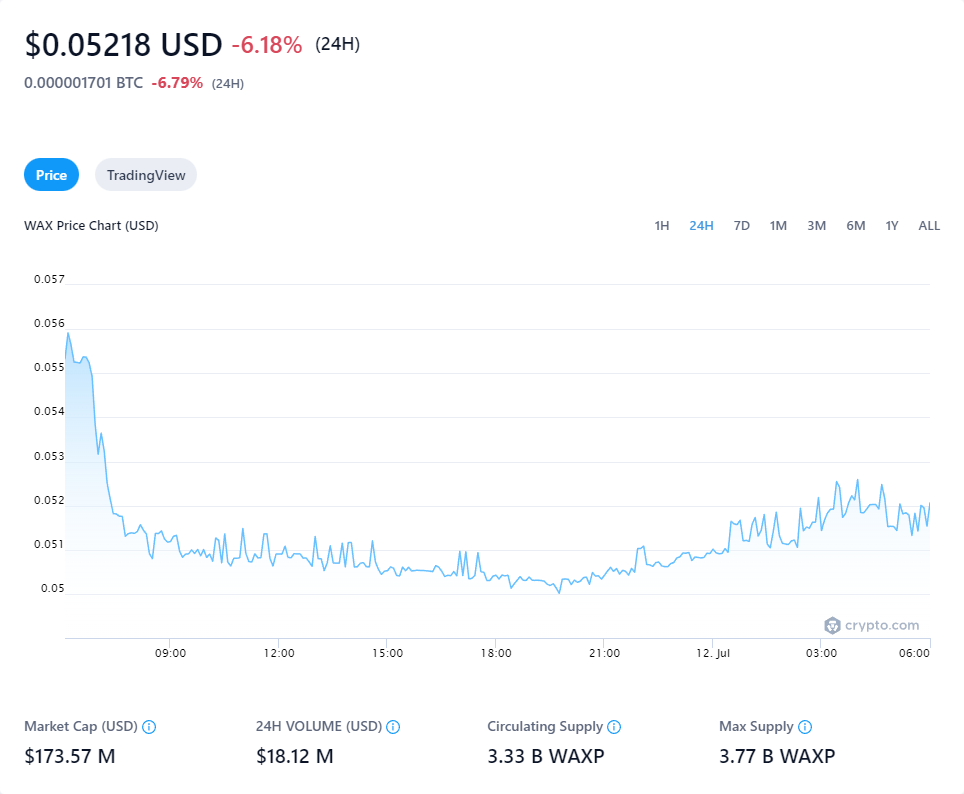 $0.05218 USD -6.18% (24H)
0.000001701 BTC -6.79% (24H)
Price TradingView
WAX Price Chart (USD) 1H 24H 7D 1M 3M 6M 1Y ALL
0.057
0.056
0.055
0.054
0.053
0.052
0.051
0.05
crypto.com
09:00 12:00 15:00 18:00 21:00 12. Jul 03:00 06:00
Market Cap (USD) 24H VOLUME (USD) Circulating Supply Max Supply
$173.57 M $18.12 M 3.33 B WAXP 3.77 B WAXP